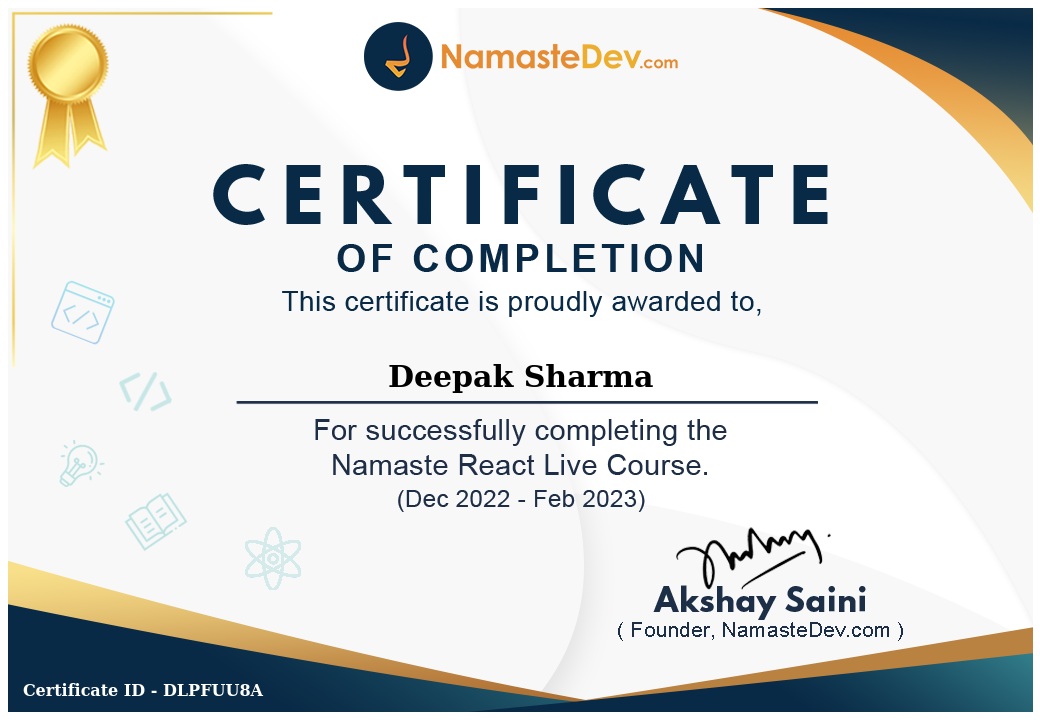 NamasteDev.com
CERTIFICATE
OF COMPLETION
This certificate is proudly awarded to,
Deepak Sharma
For successfully completing the
Namaste React Live Course.
(Dec 2022 - Feb 2023)
Akshay Saini
( Founder, NamasteDev.com )
Certificate ID - DLPFUU8A